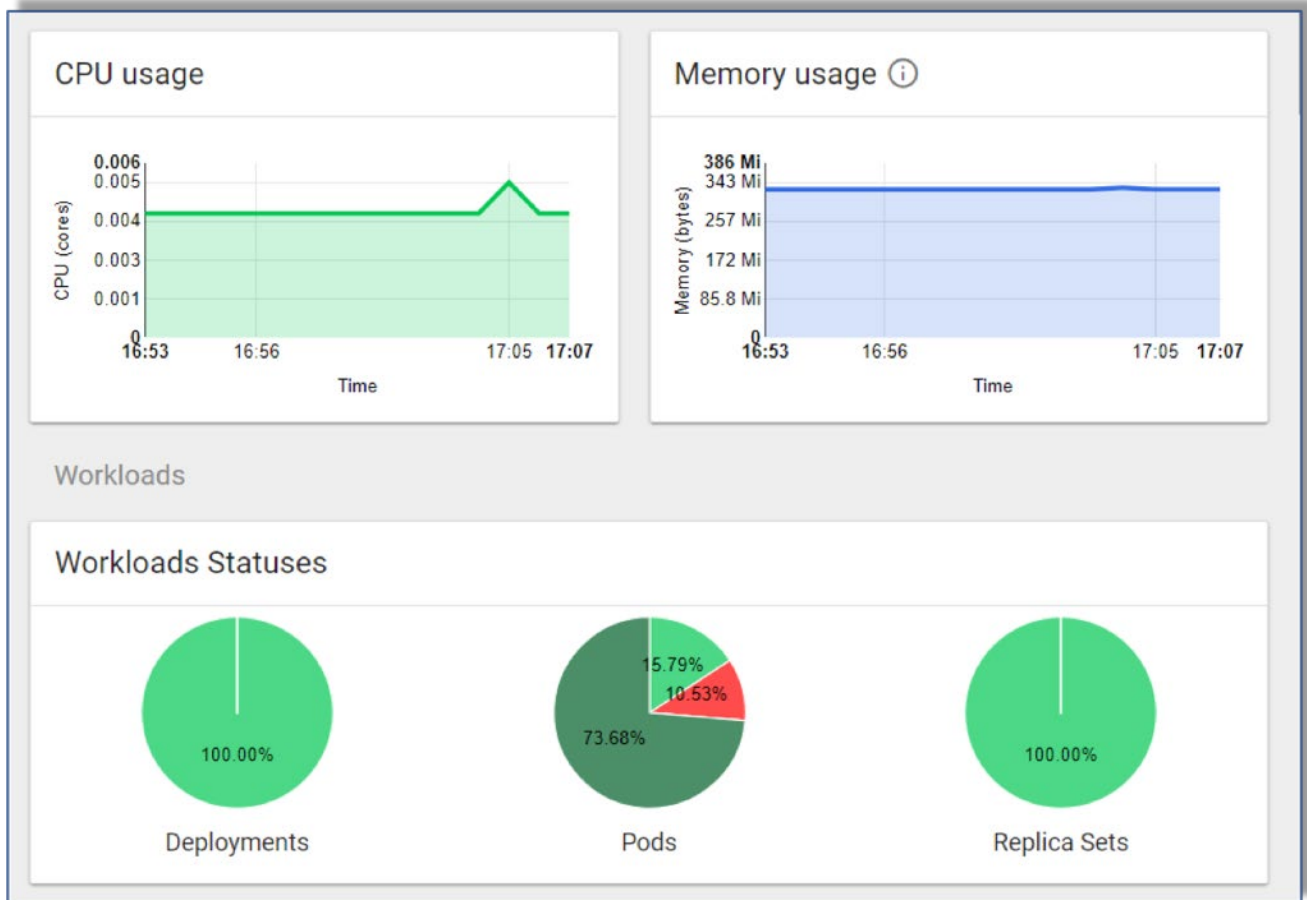 CPU usage
CPU (cores)
0.006
0.005
0.004
0.003
0.001
0
16:53 16:56 17:05 17:07
Time
Memory usage
Memory (bytes)
386 Mi
343 Mi
257 Mi
172 Mi
85.8 Mi
0
16:53 16:56 17:05 17:07
Time
Workloads
Workloads Statuses
100.00%
Deployments
15.79%
10.53%
73.68%
Pods
100.00%
Replica Sets